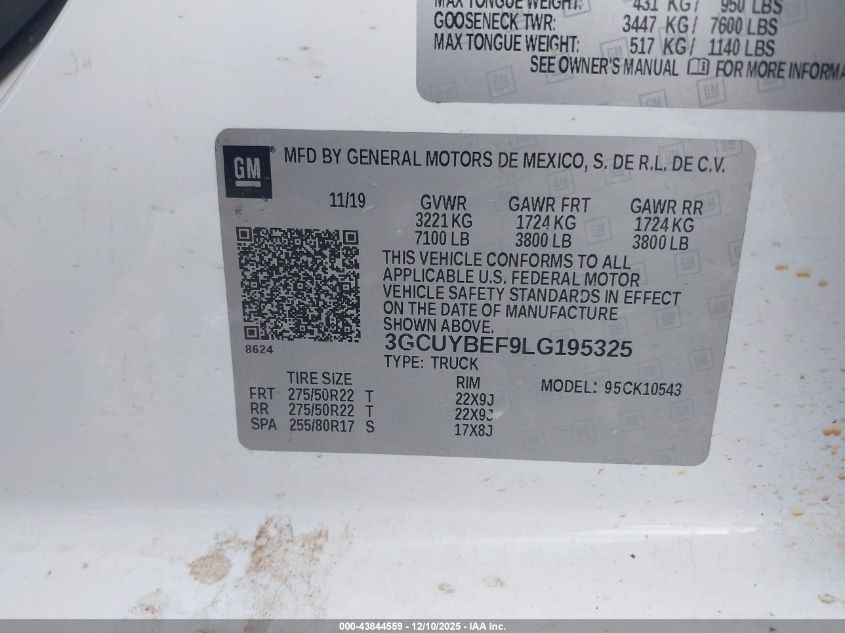 MAX TONGUE WEIGHT: 431 KG/ 950 LBS
GOOSENECK TWR: 3447 KG/ 7600 LBS
MAX TONGUE WEIGHT: 517 KG/ 1140 LBS
SEE OWNER'S MANUAL FOR MORE INFORMA
GM
MFD BY GENERAL MOTORS DE MEXICO, S. DE R.L. DE C.V.
11/19 GVWR GAWR FRT GAWR RR
3221 KG 1724 KG 1724 KG
7100 LB 3800 LB 3800 LB
THIS VEHICLE CONFORMS TO ALL
APPLICABLE U.S. FEDERAL MOTOR
VEHICLE SAFETY STANDARDS IN EFFECT
ON THE DATE OF MANUFACTURE
SHOWN ABOVE.
8624
3GCUYBEF9LG195325
TYPE: TRUCK
TIRE SIZE RIM MODEL: 95CK10543
FRT 275/50R22 T 22X9J
RR 275/50R22 T 22X9J
SPA 255/80R17 S 17X8J
000-43844559 — 12/10/2025 - IAA Inc.